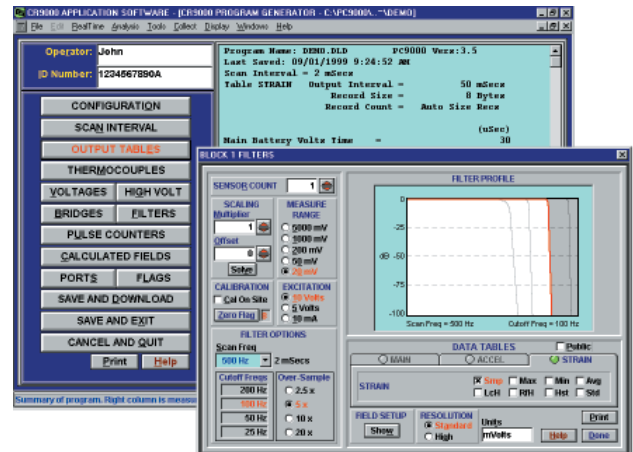 CR9000 APPLICATION SOFTWARE - [CR9000 PROGRAM GENERATOR - C:\PC9000\..~\DEMO]
File Edit RealTime Analysis Tools Collect Display Windows Help
Operator: John
ID Number: 1234567890A
CONFIGURATION
SCAN INTERVAL
OUTPUT TABLES
THERMOCOUPLES
VOLTAGES HIGH VOLT
BRIDGES FILTERS
PULSE COUNTERS
CALCULATED FIELDS
PORTS FLAGS
SAVE AND DOWNLOAD
SAVE AND EXIT
CANCEL AND QUIT
Print Help
Summary of program. Right column is measu
Program Name: DEMO.DLD PC9000 Vers:3.5
Last Saved: 09/01/1999 9:24:52 AM
Scan Interval = 2 mSecs
Table STRAIN Output Interval = 50 mSecs
Record Size = 8 Bytes
Record Count = Auto Size Recs
(uSec)
Main Battery Volts Time = 30
BLOCK 1 FILTERS
SENSOR COUNT 1
SCALING
Multiplier
1
Offset
0
Solve
MEASURE
RANGE
5000 mV
1000 mV
200 mV
50 mV
20 mV
CALIBRATION
Cal On Site
Zero Flag
EXCITATION
10 Volts
5 Volts
10 mA
FILTER OPTIONS
Scan Freq
500 Hz 2 mSecs
Cutoff Freqs
200 Hz
100 Hz
50 Hz
25 Hz
Over-Sample
2.5 x
5 x
10 x
20 x
FILTER PROFILE
0
-25
dB -50
-75
-100
Scan Freq = 500 Hz Cutoff Freq = 100 Hz
DATA TABLES Public
MAIN ACCEL STRAIN
STRAIN
Smp Max Min Avg
LcH RfH Hst Std
FIELD SETUP
Show
RESOLUTION
Standard
High
Units
mVolts
Print
Help Done